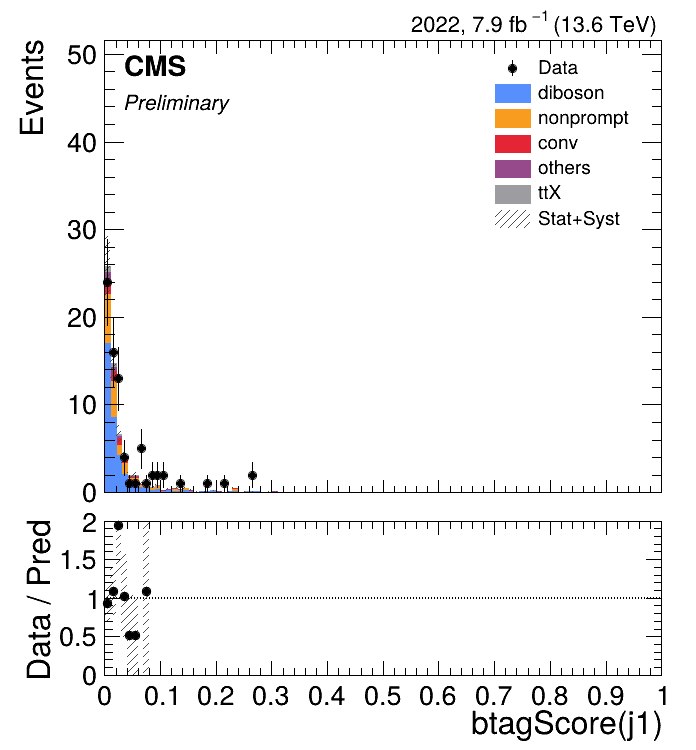 2022, 7.9 fb⁻¹ (13.6 TeV)
CMS
Preliminary
Events
50
40
30
20
10
0
Data
diboson
nonprompt
conv
others
ttX
Stat+Syst
Data / Pred
2
1.5
1
0.5
0
0 0.1 0.2 0.3 0.4 0.5 0.6 0.7 0.8 0.9 1
btagScore(j1)